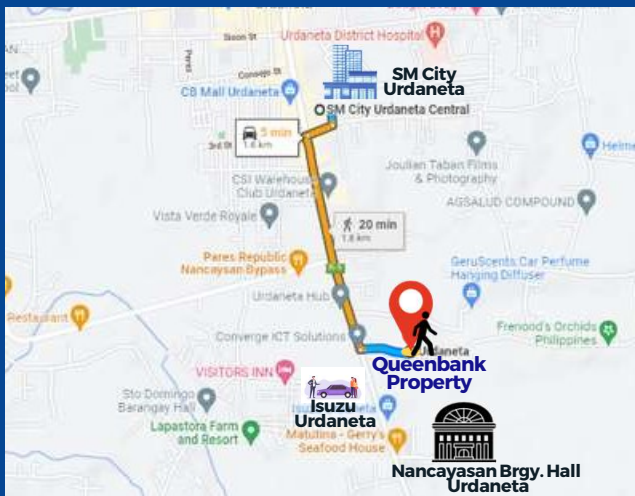 Sison St
Urdaneta District Hospital
Perez
Consejo St
SM City
Urdaneta
CB Mall Urdaneta
SM City Urdaneta Central
5 min
1.6 km
3rd St
Joulian Taban Films
& Photography
CSI Warehouse
Club Urdaneta
AGSALUD COMPOUND
Vista Verde Royale
20 min
1.6 km
Pares Republic
Nancaysan Bypass
GeruScents Car Perfume
Hanging Diffuser
Urdaneta Hub
Restaurant
Converge ICT Solutions
Frenood's Orchids
Philippines
Urdaneta
Queenbank
Property
VISITORS INN
Isuzu
Urdaneta
Sto Domingo
Barangay Hall
Lapastora Farm
and Resort
Matutina - Gerry's
Seafood House
Nancayasan Brgy. Hall
Urdaneta